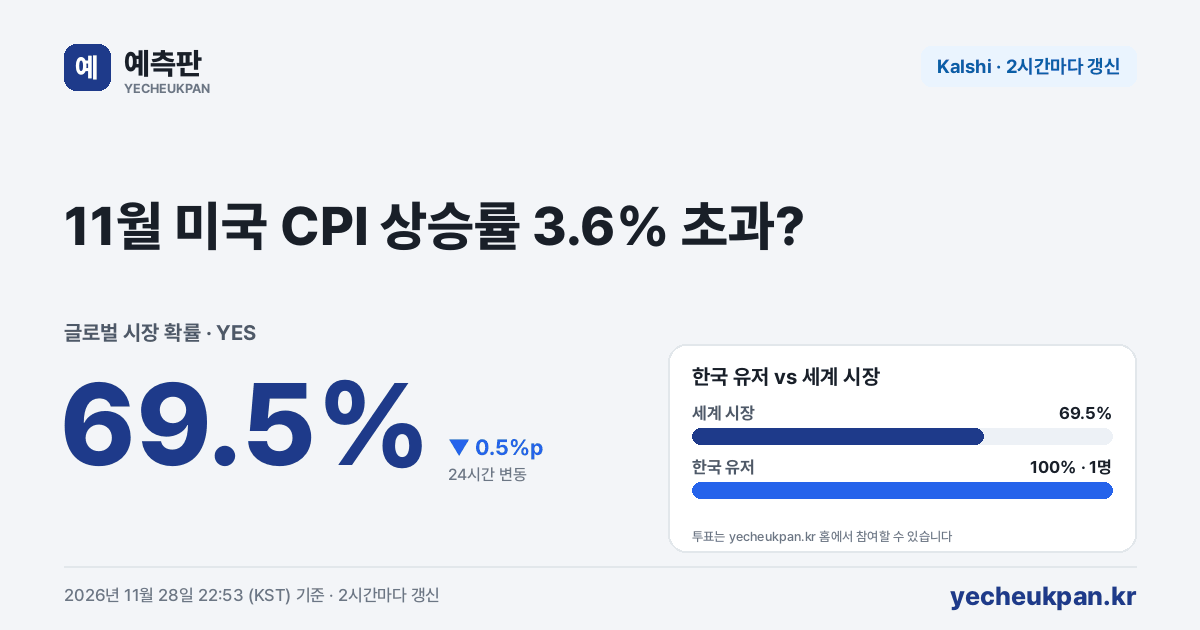 예
예측판
YECHEUKPAN
Kalshi · 2시간마다 갱신
11월 미국 CPI 상승률 3.6% 초과?
글로벌 시장 확률 · YES
69.5%
▼ 0.5%p
24시간 변동
한국 유저 vs 세계 시장
세계 시장 69.5%
한국 유저 100% · 1명
투표는 yecheukpan.kr 홈에서 참여할 수 있습니다
2026년 11월 28일 22:53 (KST) 기준 · 2시간마다 갱신
yecheukpan.kr